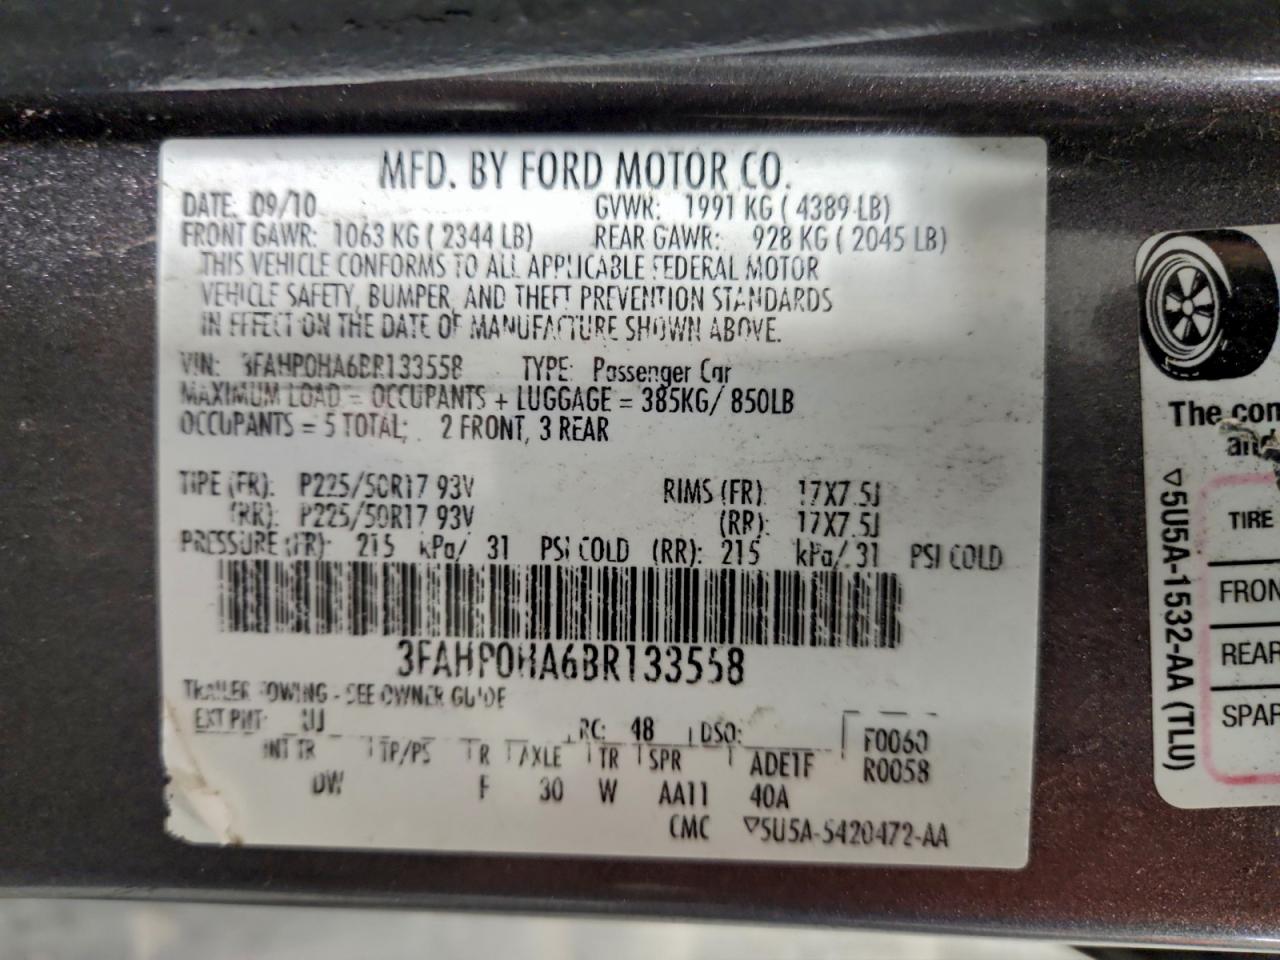 MFD. BY FORD MOTOR CO.
DATE: 09/10 GVWR: 1991 KG ( 4389 LB)
FRONT GAWR: 1063 KG ( 2344 LB) REAR GAWR: 928 KG ( 2045 LB)
THIS VEHICLE CONFORMS TO ALL APPLICABLE FEDERAL MOTOR
VEHICLE SAFETY, BUMPER, AND THEFT PREVENTION STANDARDS
IN EFFECT ON THE DATE OF MANUFACTURE SHOWN ABOVE.
VIN: 3FAHP0HA6BR133558 TYPE: Passenger Car
MAXIMUM LOAD = OCCUPANTS + LUGGAGE = 385KG/ 850LB
OCCUPANTS = 5 TOTAL; 2 FRONT, 3 REAR
TIRE (FR): P225/50R17 93V RIMS (FR): 17X7.5J
(RR): P225/50R17 93V (RR): 17X7.5J
PRESSURE (FR): 215 kPa/ 31 PSI COLD (RR): 215 kPa/ 31 PSI COLD
3FAHP0HA6BR133558
TRAILER TOWING - SEE OWNER GUIDE
EXT PNT: UJ RC: 48 DSO: F0060
INT TR TP/PS R AXLE TR SPR ADE1F R0058
DW F 30 W AA11 40A
CMC ▽5U5A-5420472-AA
The con
and
▽5U5A-1532-AA (TLU)
TIRE
FRON
REAR
SPAR